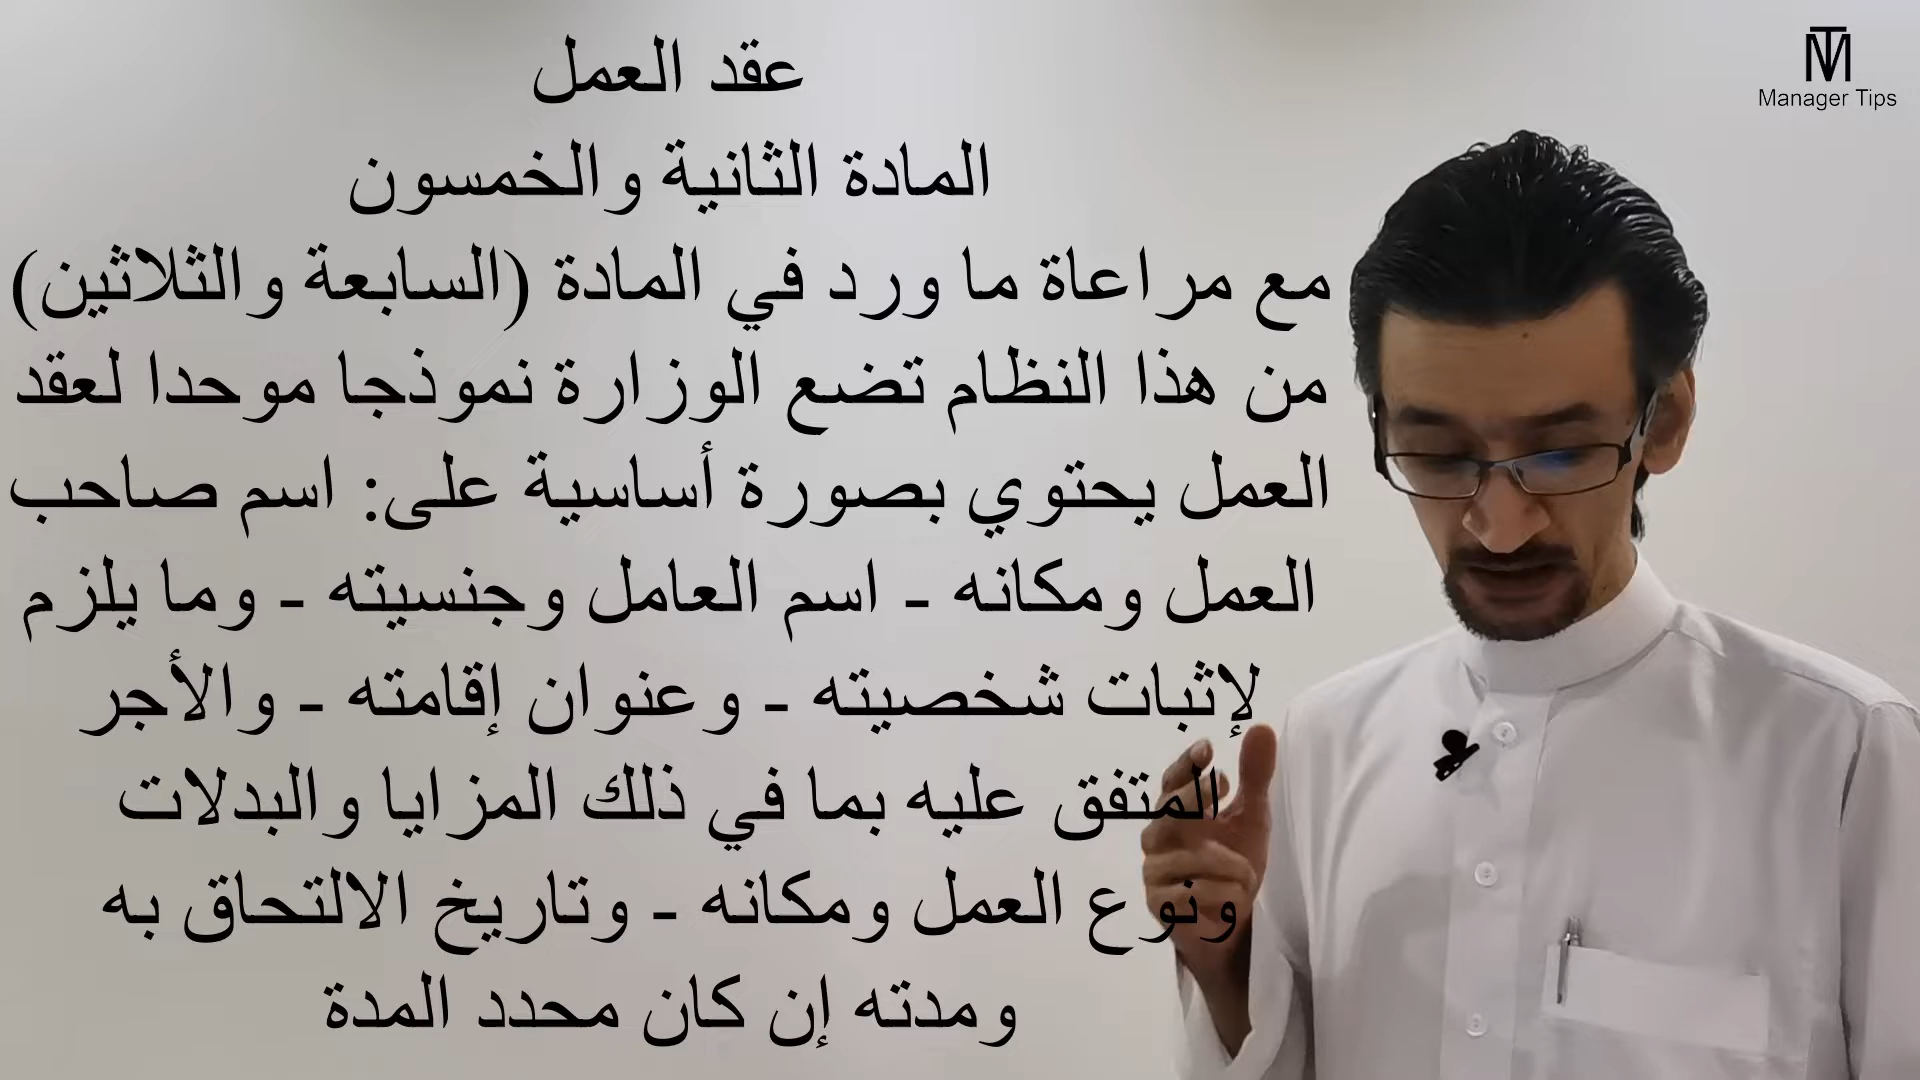 عقد العمل
المادة الثانية والخمسون
مع مراعاة ما ورد في المادة (السابعة والثلاثين)
من هذا النظام تضع الوزارة نموذجا موحدا لعقد
العمل يحتوي بصورة أساسية على: اسم صاحب
العمل ومكانه - اسم العامل وجنسيته - وما يلزم
لإثبات شخصيته - وعنوان إقامته - والأجر
المتفق عليه بما في ذلك المزايا والبدلات
ونوع العمل ومكانه - وتاريخ الالتحاق به
ومدته إن كان محدد المدة
TM
Manager Tips